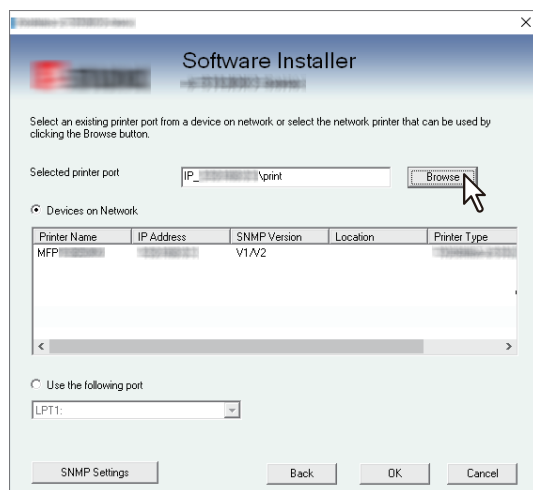 Software Installer
Select an existing printer port from a device on network or select the network printer that can be used by
clicking the Browse button.
Selected printer port IP_ \print Browse
Devices on Network
Printer Name IP Address SNMP Version Location Printer Type
MFP V1/V2
Use the following port
LPT1:
SNMP Settings Back OK Cancel